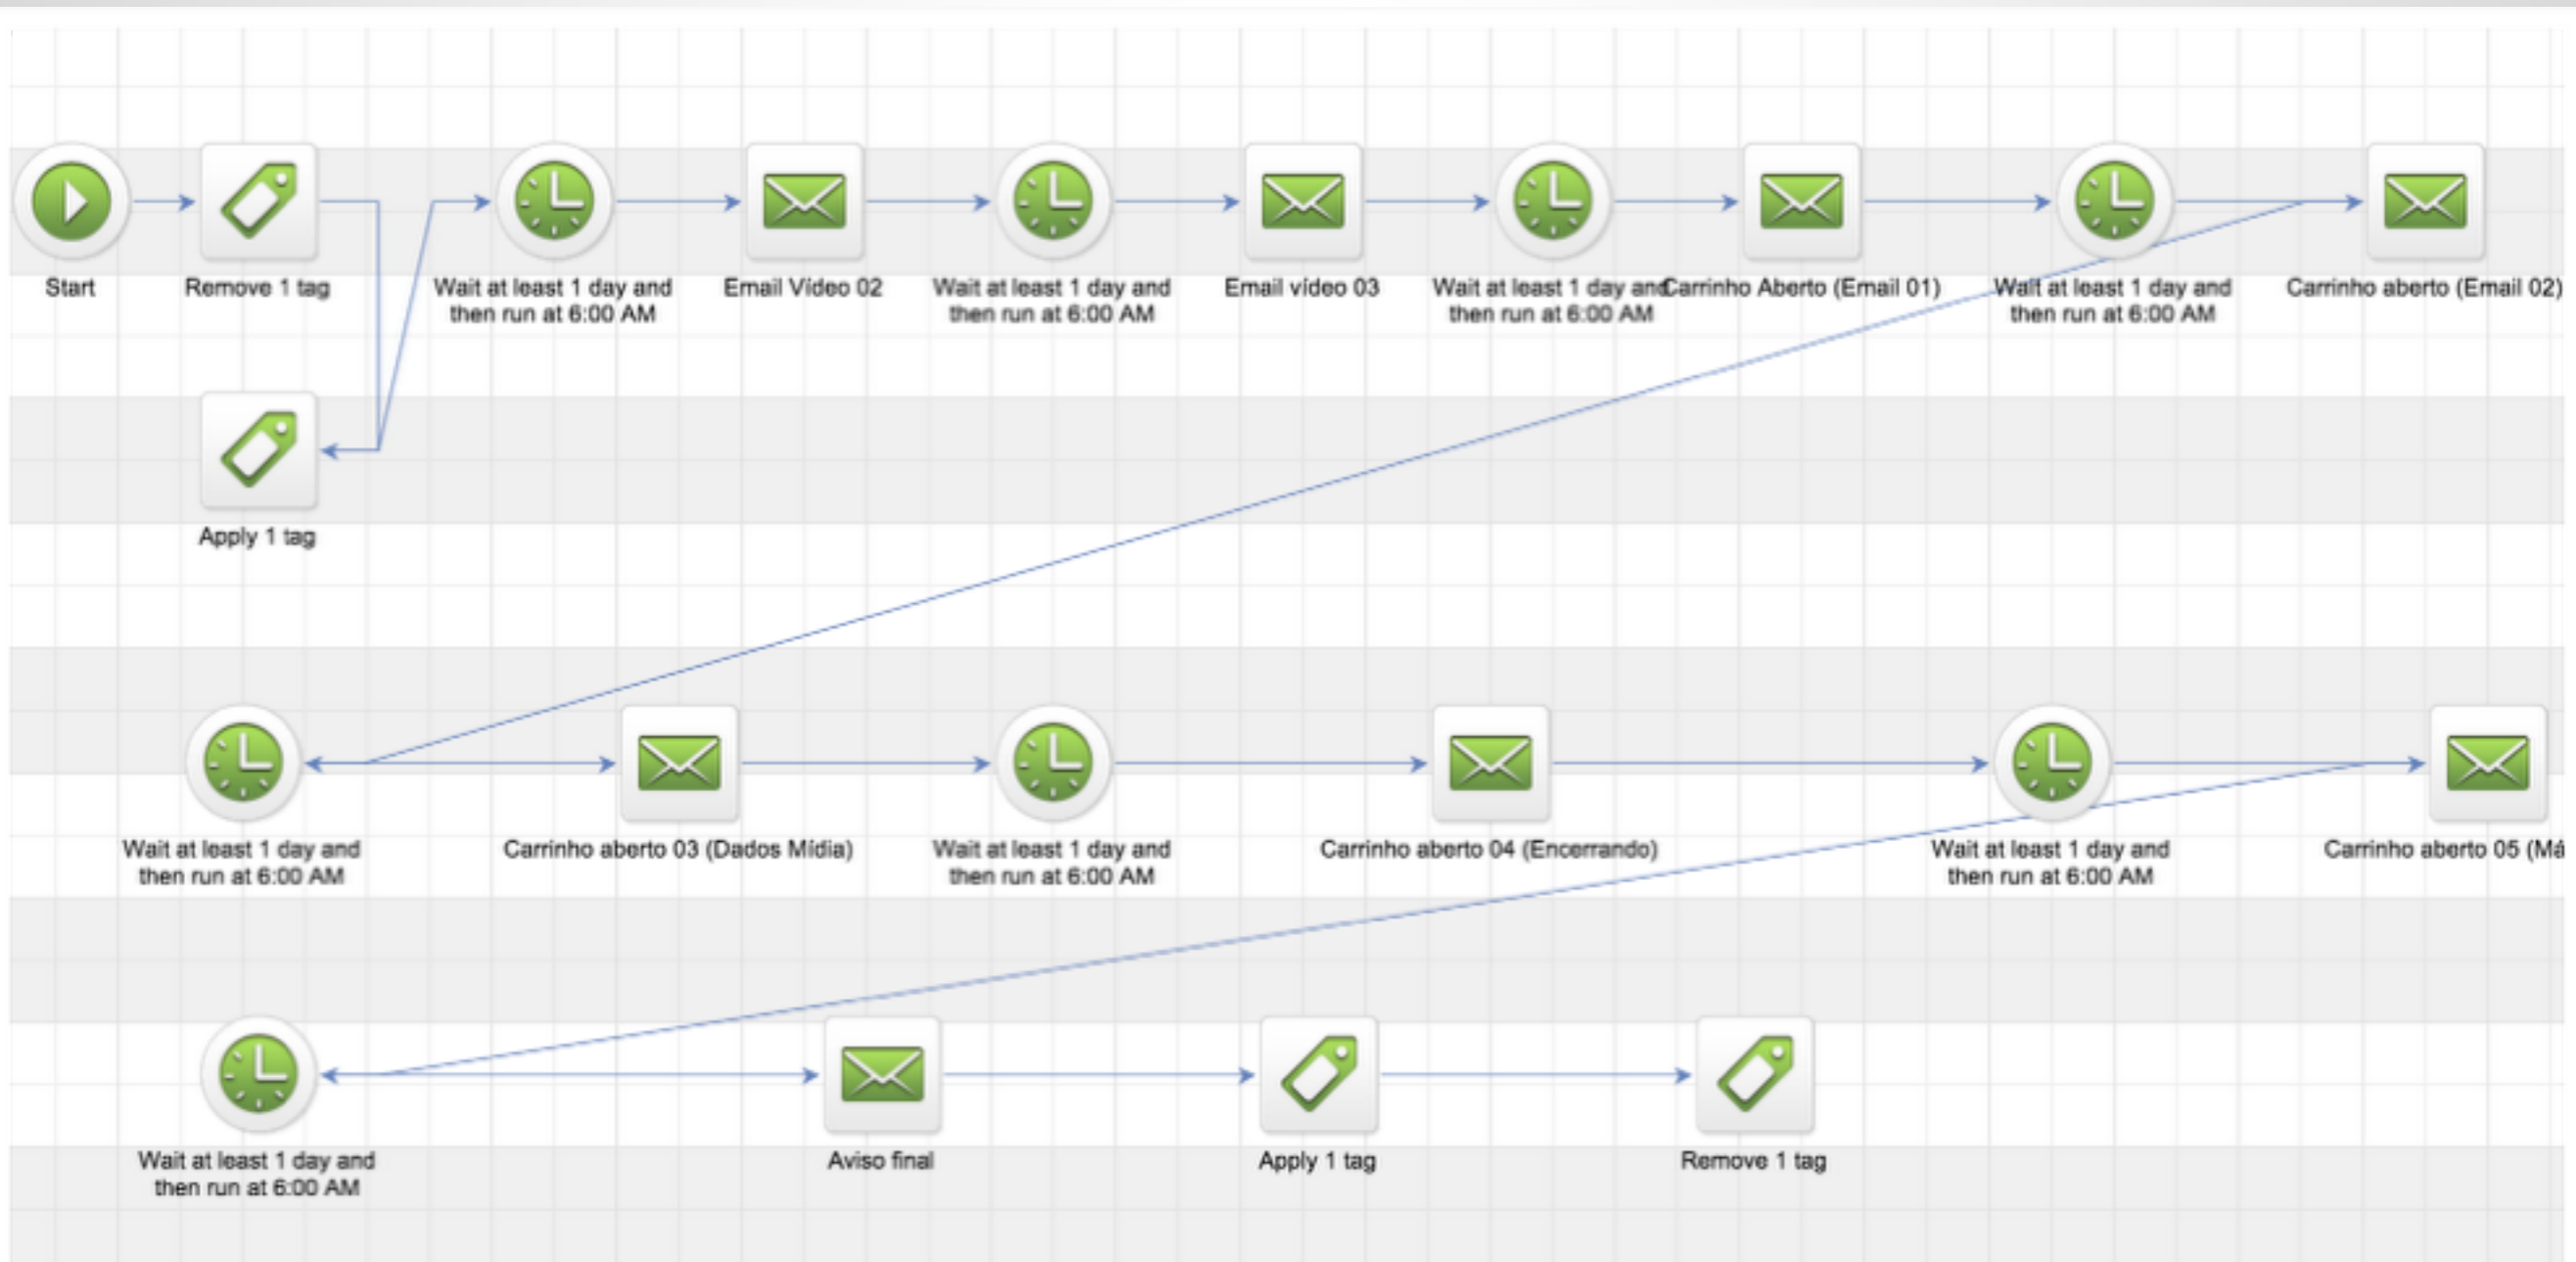 Start
Remove 1 tag
Wait at least 1 day and
then run at 6:00 AM
Email Vídeo 02
Wait at least 1 day and
then run at 6:00 AM
Email vídeo 03
Wait at least 1 day and
then run at 6:00 AM
Carrinho Aberto (Email 01)
Wait at least 1 day and
then run at 6:00 AM
Carrinho aberto (Email 02)
Apply 1 tag
Wait at least 1 day and
then run at 6:00 AM
Carrinho aberto 03 (Dados Mídia)
Wait at least 1 day and
then run at 6:00 AM
Carrinho aberto 04 (Encerrando)
Wait at least 1 day and
then run at 6:00 AM
Carrinho aberto 05 (Má
Wait at least 1 day and
then run at 6:00 AM
Aviso final
Apply 1 tag
Remove 1 tag